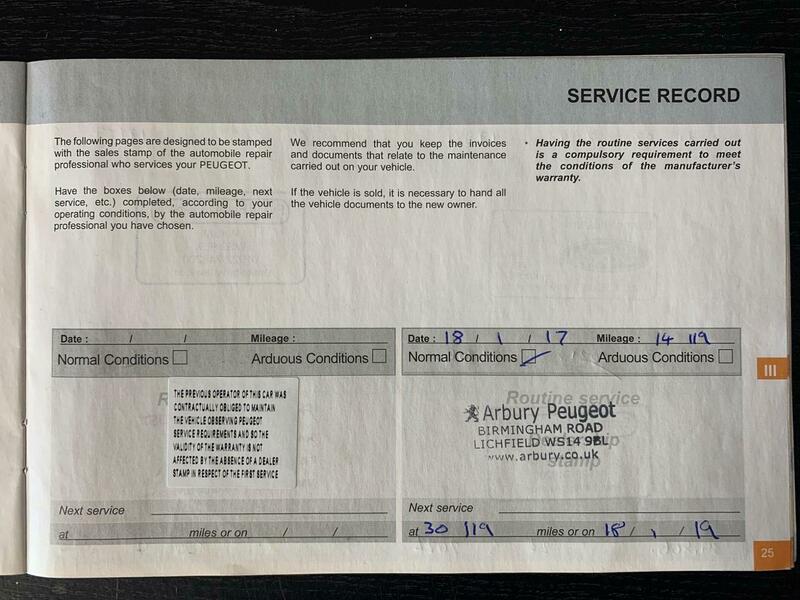 SERVICE RECORD
The following pages are designed to be stamped
with the sales stamp of the automobile repair
professional who services your PEUGEOT.
Have the boxes below (date, mileage, next
service, etc.) completed, according to your
operating conditions, by the automobile repair
professional you have chosen.
We recommend that you keep the invoices
and documents that relate to the maintenance
carried out on your vehicle.
If the vehicle is sold, it is necessary to hand all
the vehicle documents to the new owner.
• Having the routine services carried out
is a compulsory requirement to meet
the conditions of the manufacturer's
warranty.
Date : / / Mileage :
Normal Conditions Arduous Conditions
THE PREVIOUS OPERATOR OF THIS CAR WAS
CONTRACTUALLY OBLIGED TO MAINTAIN
THE VEHICLE OBSERVING PEUGEOT
SERVICE REQUIREMENTS AND SO THE
VALIDITY OF THE WARRANTY IS NOT
AFFECTED BY THE ABSENCE OF A DEALER
STAMP IN RESPECT OF THE FIRST SERVICE
Next service
at miles or on / /
Date : 18 / 1 / 17 Mileage : 14 119
Normal Conditions Arduous Conditions
Routine service
Arbury Peugeot
BIRMINGHAM ROAD
LICHFIELD WS14 9BL
www.arbury.co.uk
stamp
Next service
at 30 119 miles or on 18 / 1 / 19
III
25